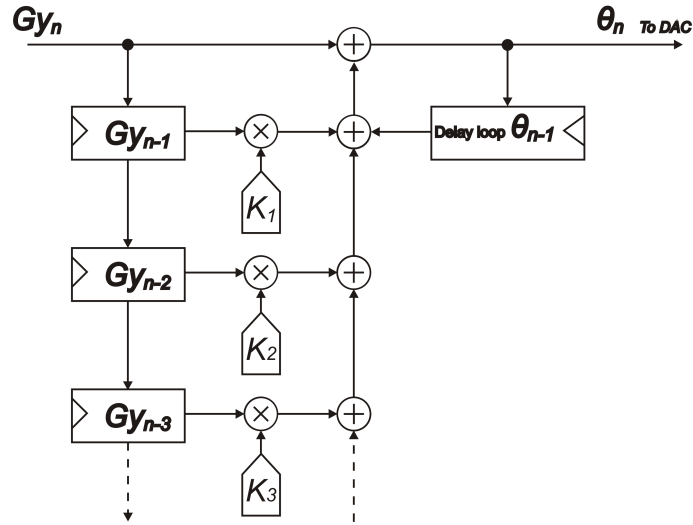 Gyn θn To DAC
Gyn-1 Delay loop θn-1
K1
Gyn-2
K2
Gyn-3
K3